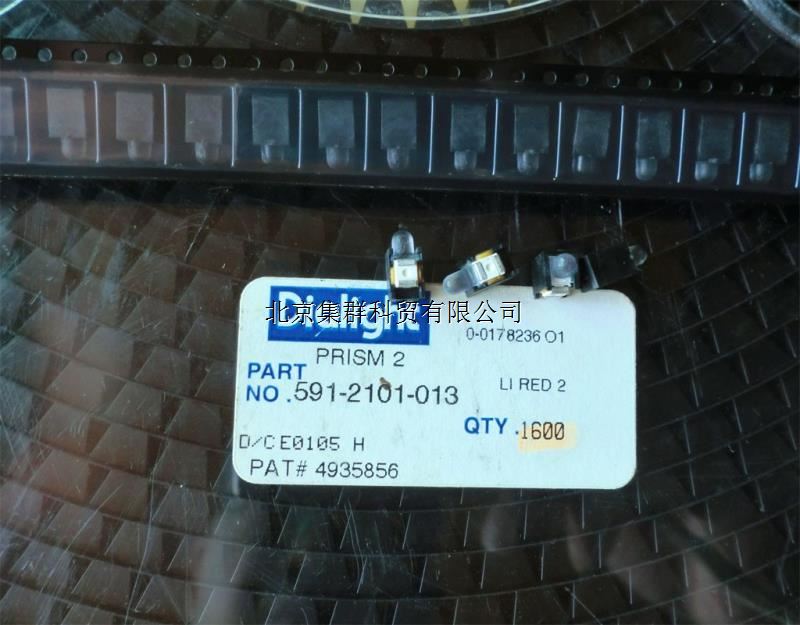 Dialight
北京集群科贸有限公司
0-0178236 01
PRISM 2
PART
NO. 591-2101-013
LI RED 2
QTY. 1600
D/C E0105 H
PAT# 4935856